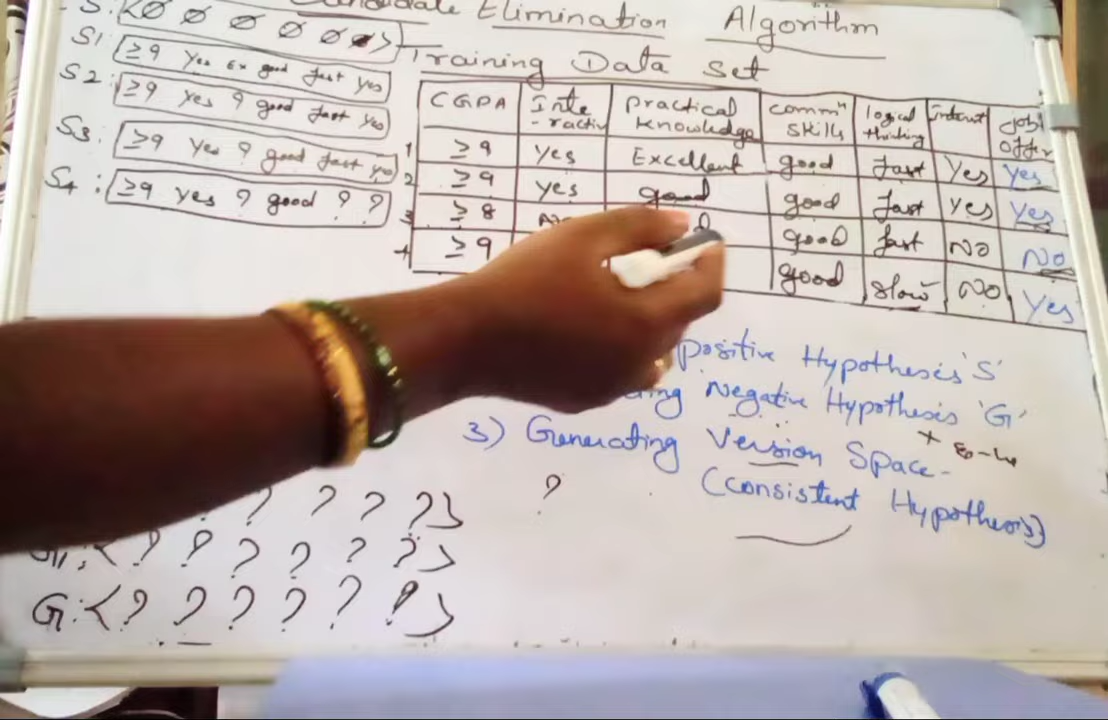 S:<∅ ∅ ∅ ∅ ∅ ∅>
Elimination Algorithm
Training Data Set
S1 ≥9 Yes Ex good fast yes
S2: ≥9 Yes ? good fast yes
S3: ≥9 Yes ? good fast yes
S4: ≥9 yes ? good ? ?
CGPA Inte-ractiv practical knowledge commⁿ skills logical thinking interest job offer
1 ≥9 yes Excellent good fast Yes Yes
2 ≥9 yes good good fast yes Yes
3 ≥8 good fast No No
4 ≥9 good slow No Yes
positive Hypothesis 'S'
Negative Hypothesis 'G'
3) Generating Version Space-
(consistent Hypothesis)
? ? ? ?>
?
<? ? ? ? ? ?>
G:<? ? ? ? ? ?>